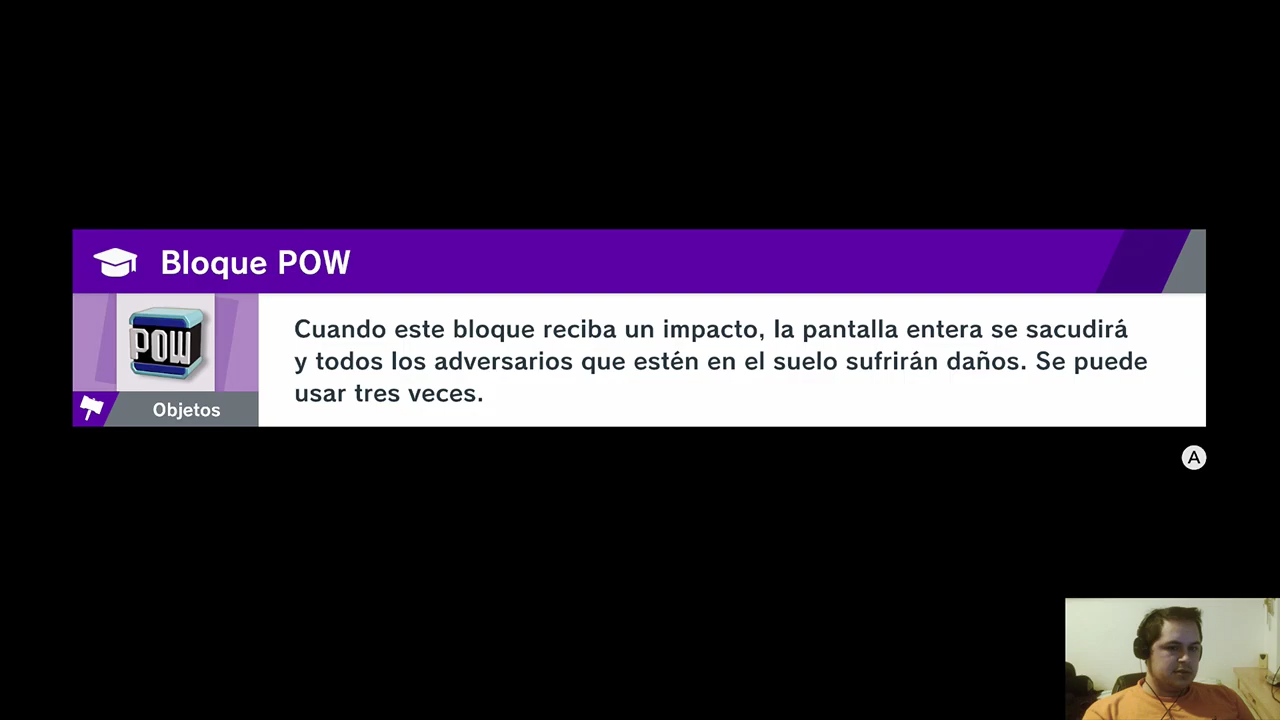 Bloque POW
POW
Cuando este bloque reciba un impacto, la pantalla entera se sacudirá
y todos los adversarios que estén en el suelo sufrirán daños. Se puede
usar tres veces.
Objetos
A